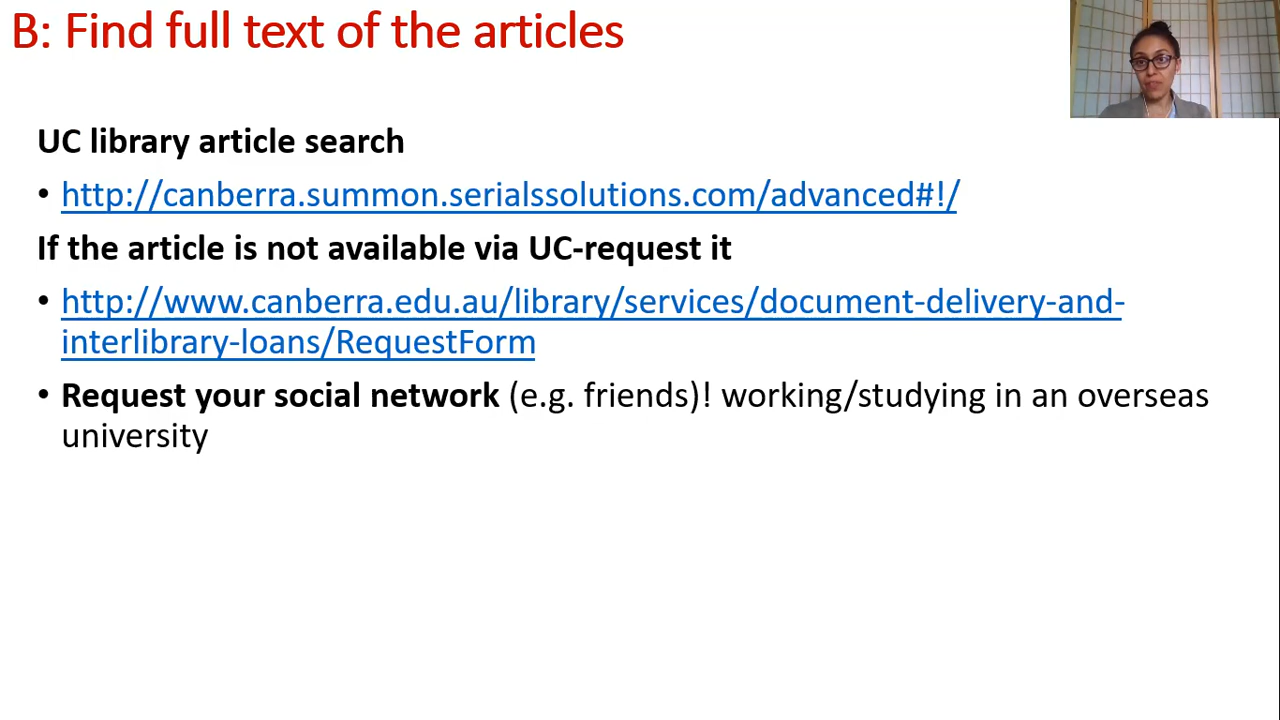 B: Find full text of the articles
UC library article search
• http://canberra.summon.serialssolutions.com/advanced#!/
If the article is not available via UC-request it
• http://www.canberra.edu.au/library/services/document-delivery-and-
interlibrary-loans/RequestForm
• Request your social network (e.g. friends)! working/studying in an overseas
university